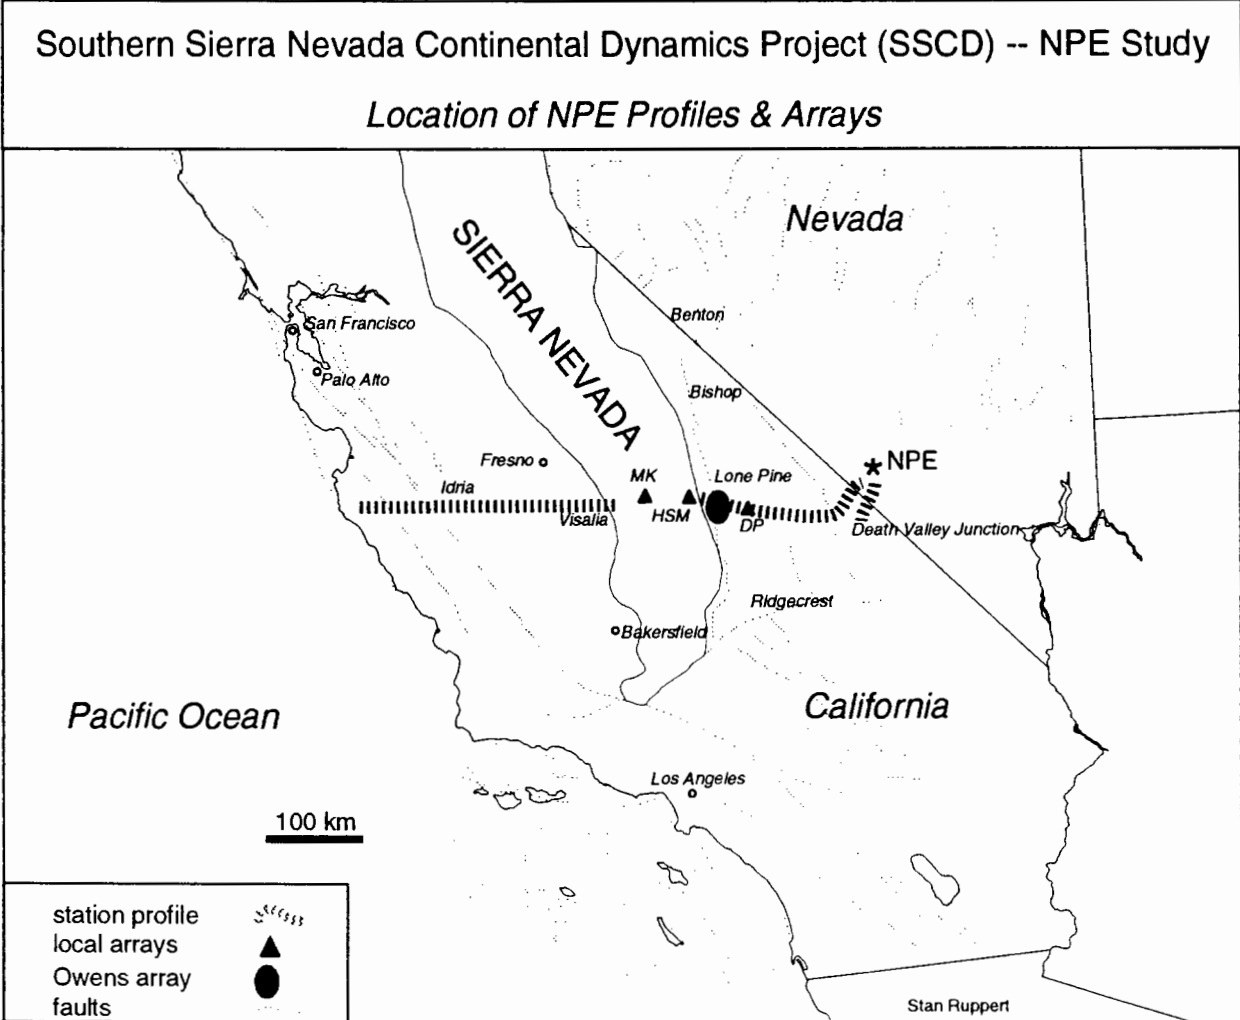 Southern Sierra Nevada Continental Dynamics Project (SSCD) -- NPE Study
Location of NPE Profiles & Arrays
Nevada
SIERRA NEVADA
Benton
San Francisco
Palo Alto
Bishop
Fresno
NPE
MK
Lone Pine
Idria
Visalia
HSM
DP
Death Valley Junction
Ridgecrest
Bakersfield
Pacific Ocean
California
Los Angeles
100 km
station profile
local arrays
Owens array
faults
Stan Ruppert